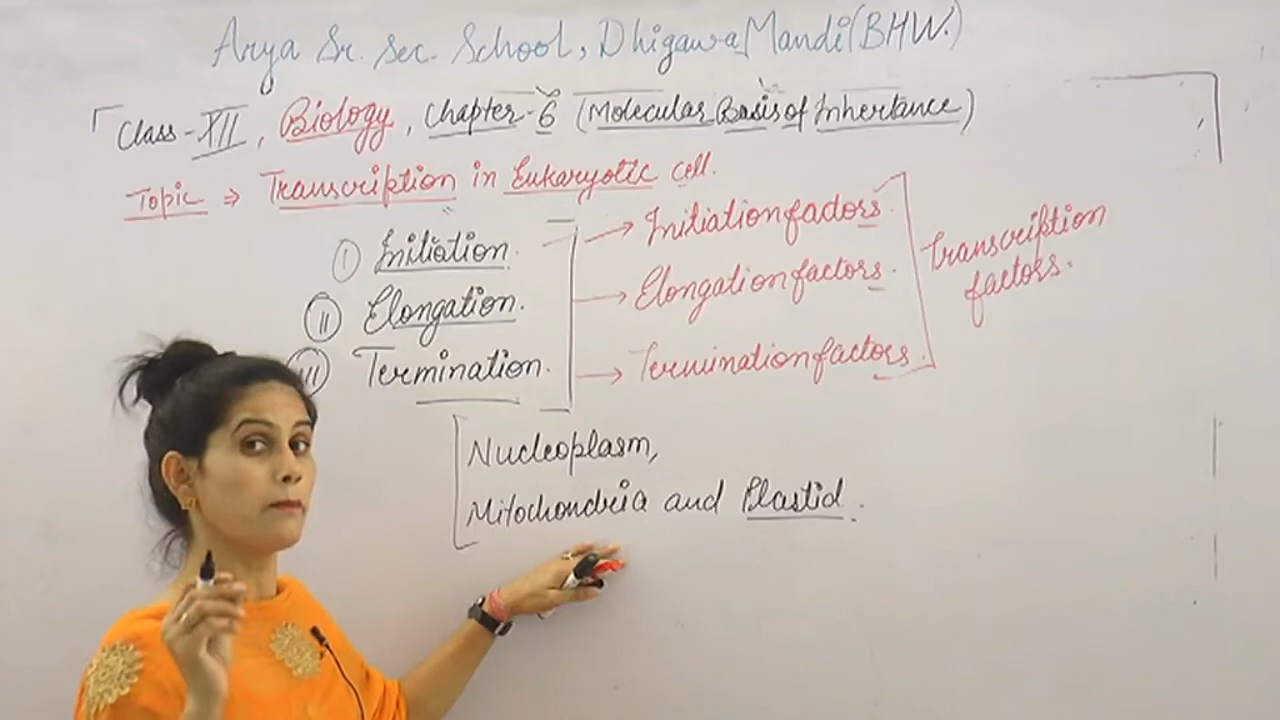 Arya Sr. Sec. School, Dhigawa Mandi (BHW.)
Class-XII, Biology, Chapter-6 (Molecular Basis of Inheritance)
Topic ⇒ Transcription in Eukaryotic cell.
(I) Initiation.
(II) Elongation.
(III) Termination.
→ Initiation factors.
→ Elongation factors.
→ Termination factors.
Transcription
factors.
Nucleoplasm,
Mitochondria and Plastid.